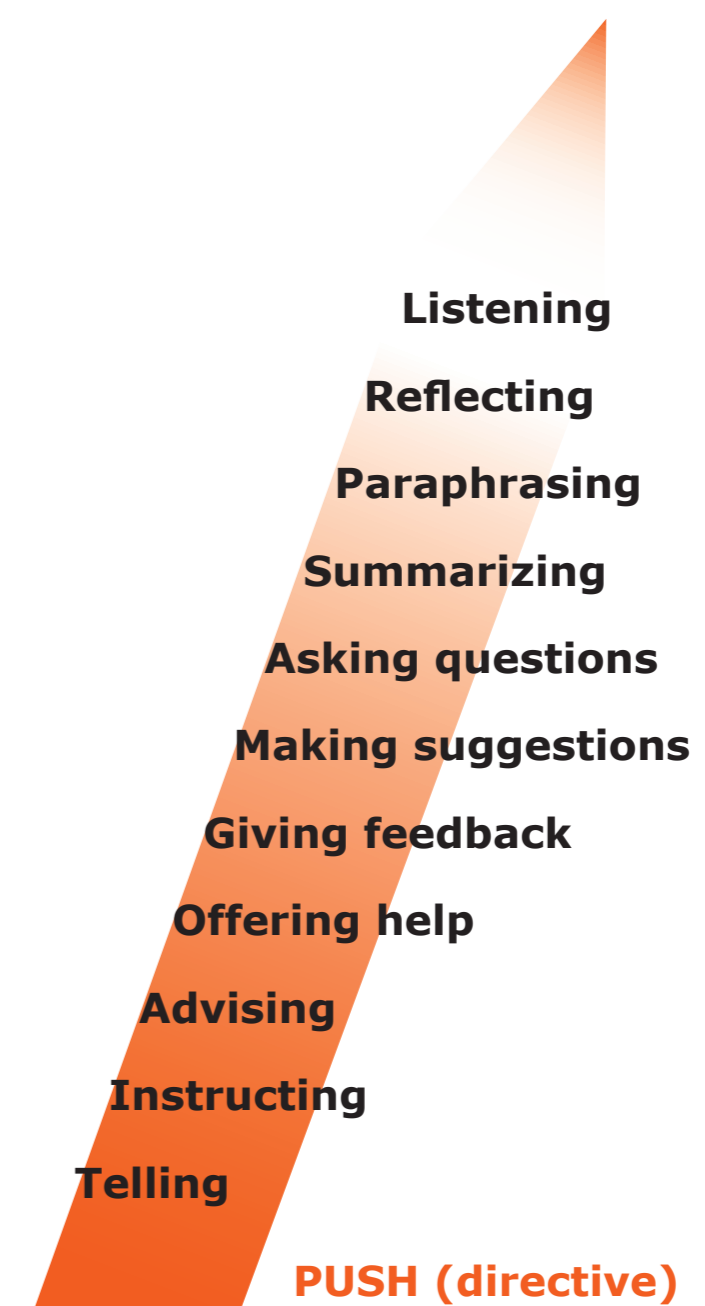 Listening
Reflecting
Paraphrasing
Summarizing
Asking questions
Making suggestions
Giving feedback
Offering help
Advising
Instructing
Telling
PUSH (directive)